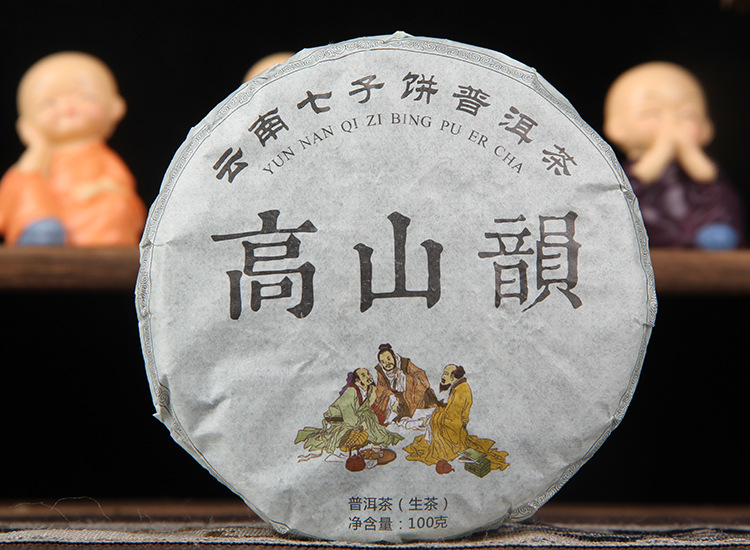 云南七子饼普洱茶
YUN NAN QI ZI BING PU ER CHA
高山韻
普洱茶（生茶）
净含量：100克